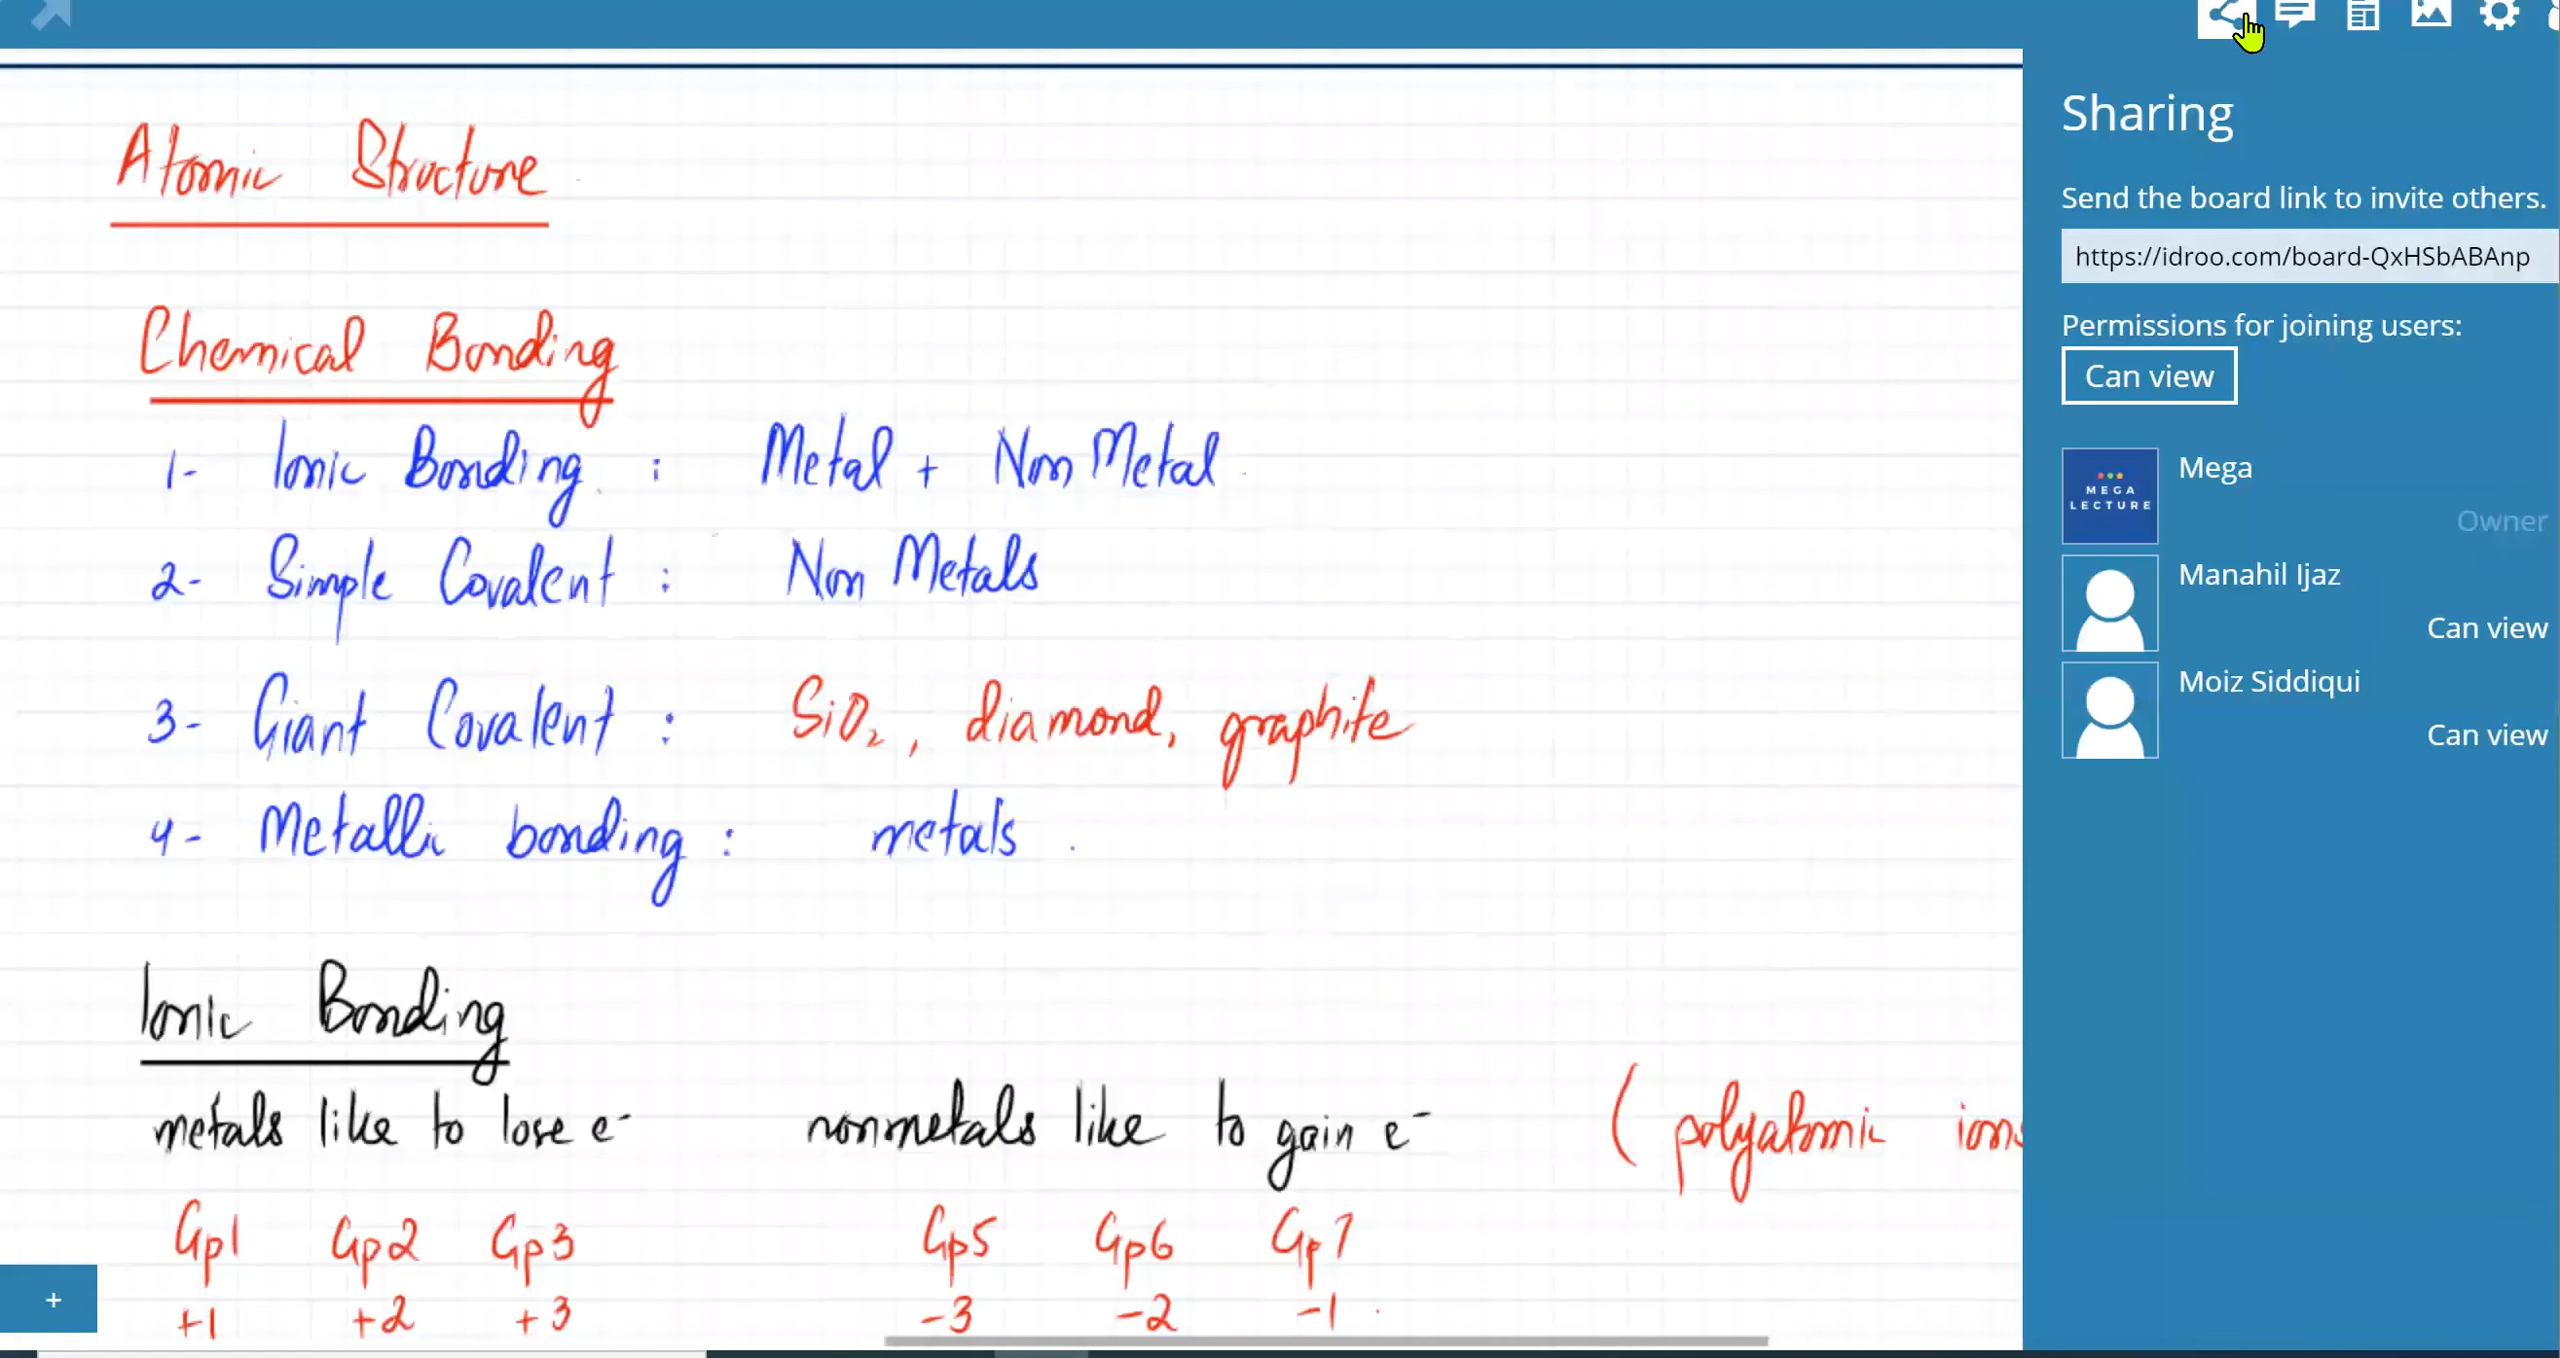 Atomic Structure
Chemical Bonding
1- Ionic Bonding : Metal + Non Metal
2- Simple Covalent : Non Metals
3- Giant Covalent : SiO₂, diamond, graphite
4- Metallic bonding : metals.
Ionic Bonding
metals like to lose e⁻ nonmetals like to gain e⁻ (polyatomic ions
Gp1 Gp2 Gp3 Gp5 Gp6 Gp7
+1 +2 +3 -3 -2 -1
+
Sharing
Send the board link to invite others.
https://idroo.com/board-QxHSbABAnp
Permissions for joining users:
Can view
MEGA
LECTURE
Mega
Owner
Manahil Ijaz
Can view
Moiz Siddiqui
Can view